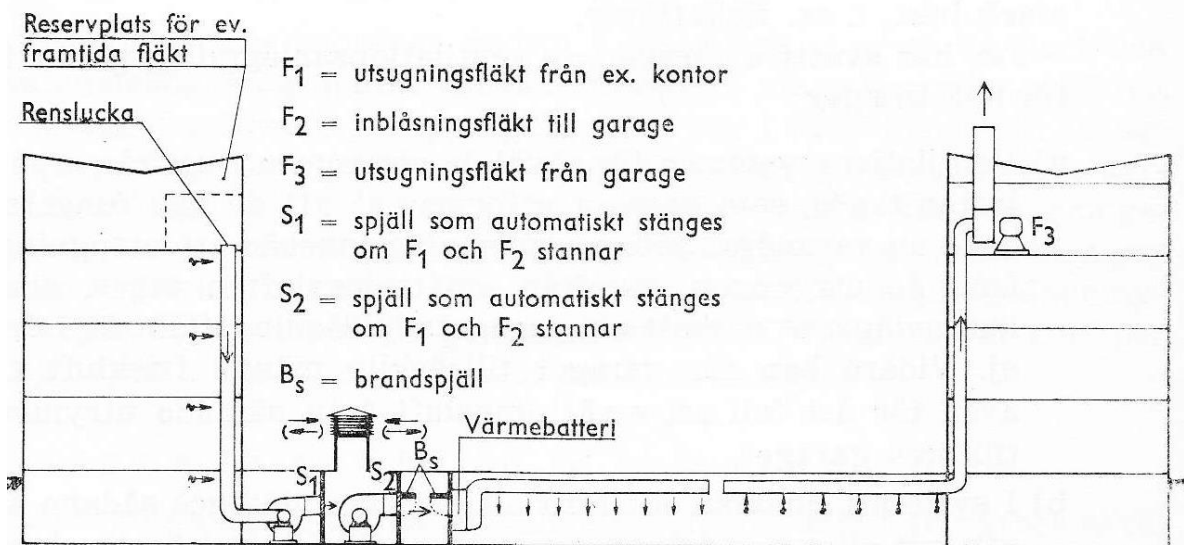 Reservplats för ev.
framtida fläkt
Renslucka
F1 = utsugningsfläkt från ex. kontor
F2 = inblåsningsfläkt till garage
F3 = utsugningsfläkt från garage
S1 = spjäll som automatiskt stänges
om F1 och F2 stannar
S2 = spjäll som automatiskt stänges
om F1 och F2 stannar
Bs = brandspjäll
F3
Värmebatteri
Bs
S1
S2